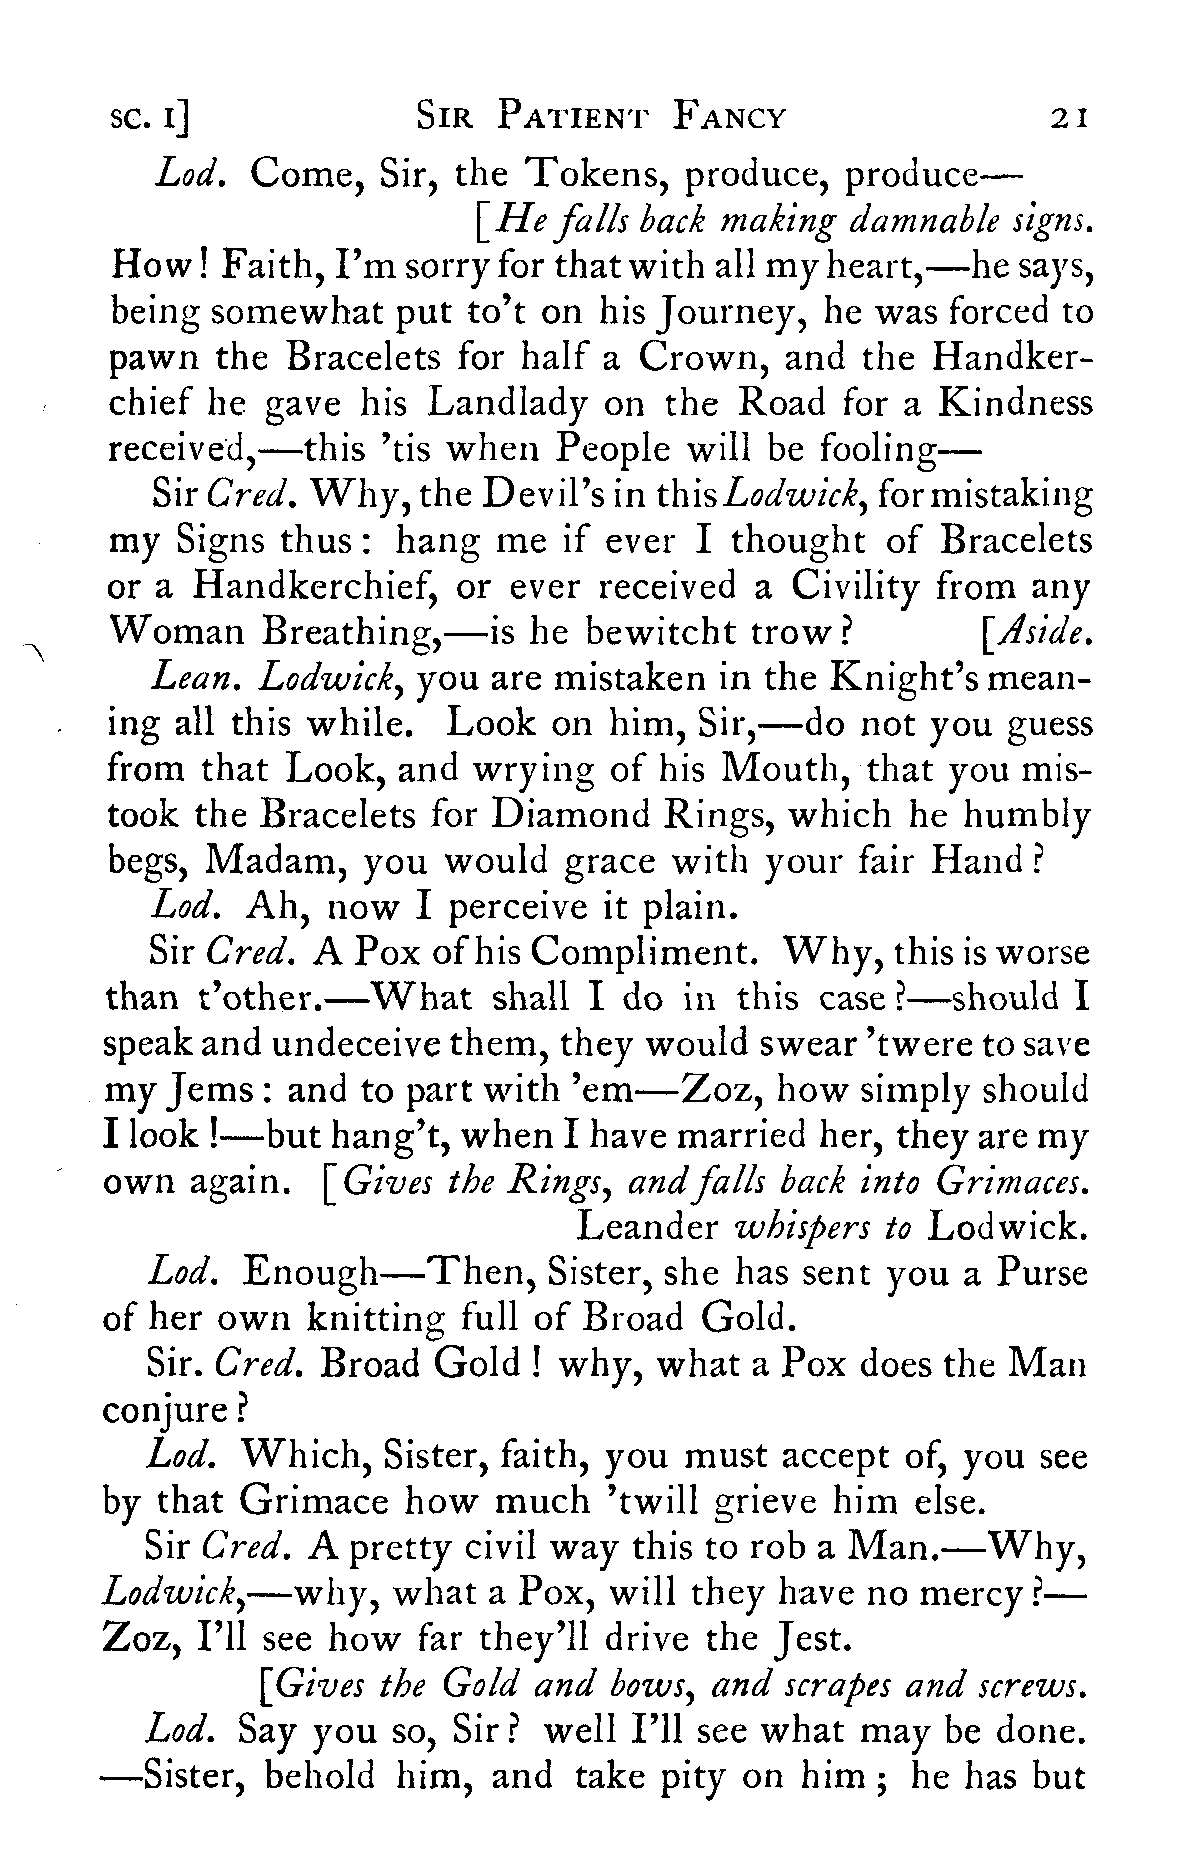 SC. I] SIR PATIENT FANCY 21
Lod. Come, Sir, the Tokens, produce, produce—
[He falls back making damnable signs.
How! Faith, I'm sorry for that with all my heart,—he says,
being somewhat put to't on his Journey, he was forced to
pawn the Bracelets for half a Crown, and the Handker-
chief he gave his Landlady on the Road for a Kindness
received,—this 'tis when People will be fooling—
Sir Cred. Why, the Devil's in this Lodwick, for mistaking
my Signs thus: hang me if ever I thought of Bracelets
or a Handkerchief, or ever received a Civility from any
Woman Breathing,—is he bewitcht trow? [Aside.
Lean. Lodwick, you are mistaken in the Knight's mean-
ing all this while. Look on him, Sir,—do not you guess
from that Look, and wrying of his Mouth, that you mis-
took the Bracelets for Diamond Rings, which he humbly
begs, Madam, you would grace with your fair Hand?
Lod. Ah, now I perceive it plain.
Sir Cred. A Pox of his Compliment. Why, this is worse
than t'other.—What shall I do in this case?—should I
speak and undeceive them, they would swear 'twere to save
my Jems: and to part with 'em—Zoz, how simply should
I look!—but hang't, when I have married her, they are my
own again. [Gives the Rings, and falls back into Grimaces.
Leander whispers to Lodwick.
Lod. Enough—Then, Sister, she has sent you a Purse
of her own knitting full of Broad Gold.
Sir. Cred. Broad Gold! why, what a Pox does the Man
conjure?
Lod. Which, Sister, faith, you must accept of, you see
by that Grimace how much 'twill grieve him else.
Sir Cred. A pretty civil way this to rob a Man.—Why,
Lodwick,—why, what a Pox, will they have no mercy?—
Zoz, I'll see how far they'll drive the Jest.
[Gives the Gold and bows, and scrapes and screws.
Lod. Say you so, Sir? well I'll see what may be done.
—Sister, behold him, and take pity on him; he has but